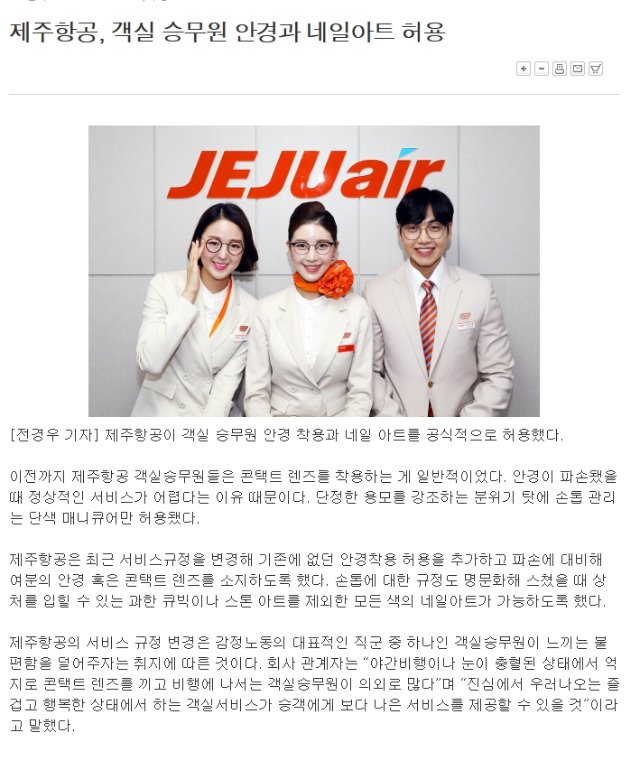 제주항공, 객실 승무원 안경과 네일아트 허용
JEJUair
[전경우 기자] 제주항공이 객실 승무원 안경 착용과 네일 아트를 공식적으로 허용했다.
이전까지 제주항공 객실승무원들은 콘택트 렌즈를 착용하는 게 일반적이었다. 안경이 파손됐을
때 정상적인 서비스가 어렵다는 이유 때문이다. 단정한 용모를 강조하는 분위기 탓에 손톱 관리
는 단색 매니큐어만 허용됐다.
제주항공은 최근 서비스규정을 변경해 기존에 없던 안경착용 허용을 추가하고 파손에 대비해
여분의 안경 혹은 콘택트 렌즈를 소지하도록 했다. 손톱에 대한 규정도 명문화해 스쳤을 때 상
처를 입힐 수 있는 과한 큐빅이나 스톤 아트를 제외한 모든 색의 네일아트가 가능하도록 했다.
제주항공의 서비스 규정 변경은 감정노동의 대표적인 직군 중 하나인 객실승무원이 느끼는 불
편함을 덜어주자는 취지에 따른 것이다. 회사 관계자는 “야간비행이나 눈이 충혈된 상태에서 억
지로 콘택트 렌즈를 끼고 비행에 나서는 객실승무원이 의외로 많다”며 “진심에서 우러나오는 즐
겁고 행복한 상태에서 하는 객실서비스가 승객에게 보다 나은 서비스를 제공할 수 있을 것”이라
고 말했다.